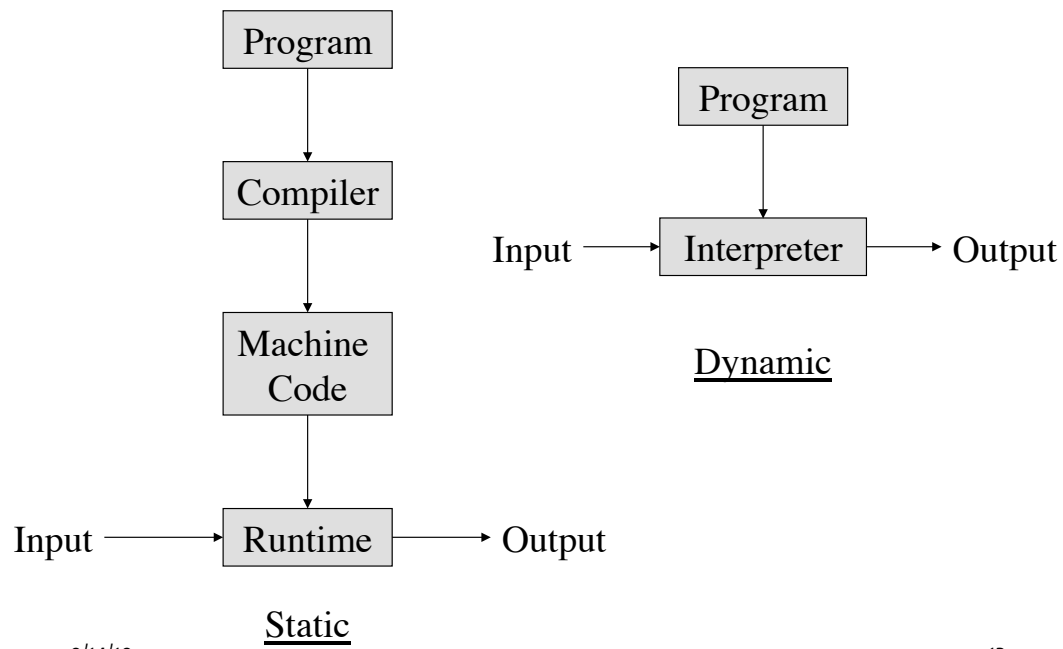 Program
Compiler
Machine
Code
Input
Runtime
Output
Static
Program
Input
Interpreter
Output
Dynamic